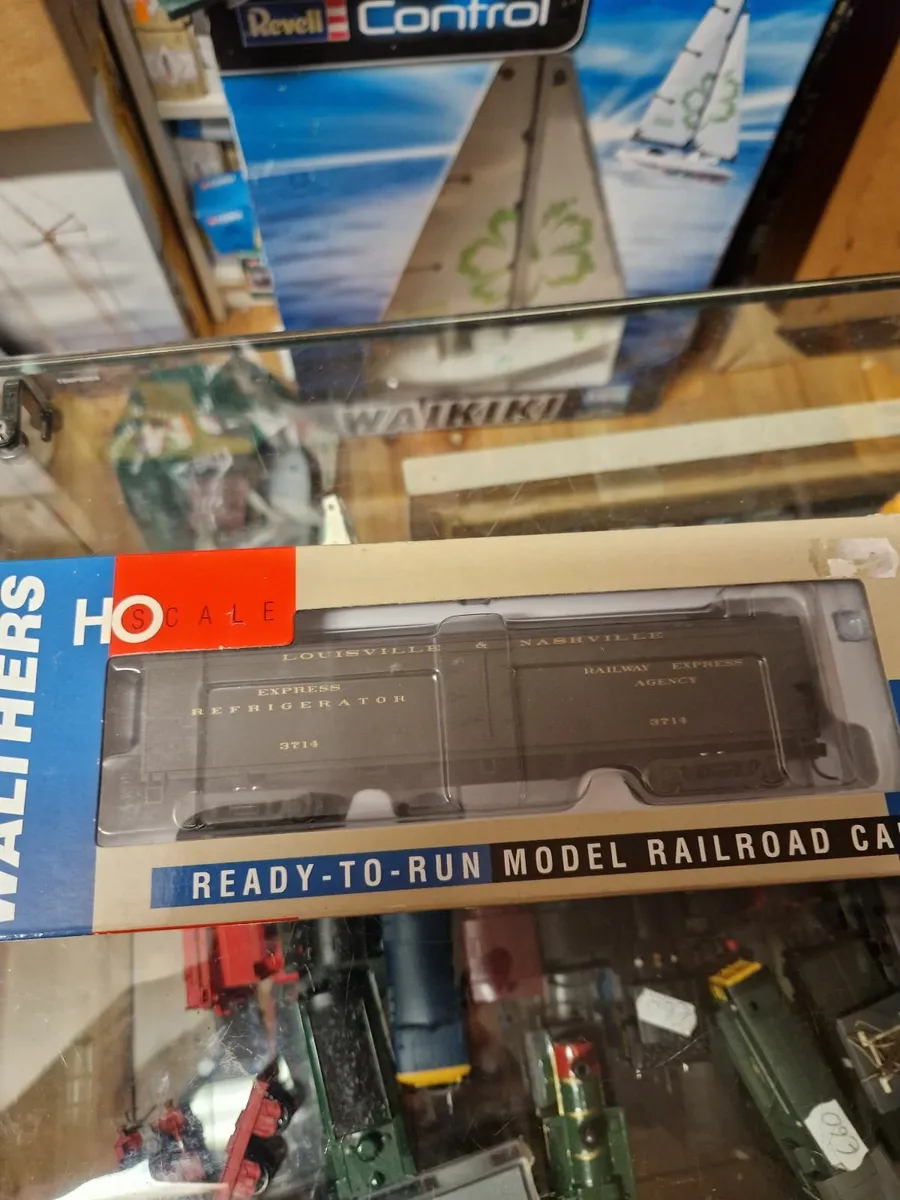 Revell Control
WAIKIKI
WALTHERS
HO SCALE
LOUISVILLE & NASHVILLE
EXPRESS
REFRIGERATOR
3714
RAILWAY EXPRESS
AGENCY
3714
READY-TO-RUN MODEL RAILROAD CA